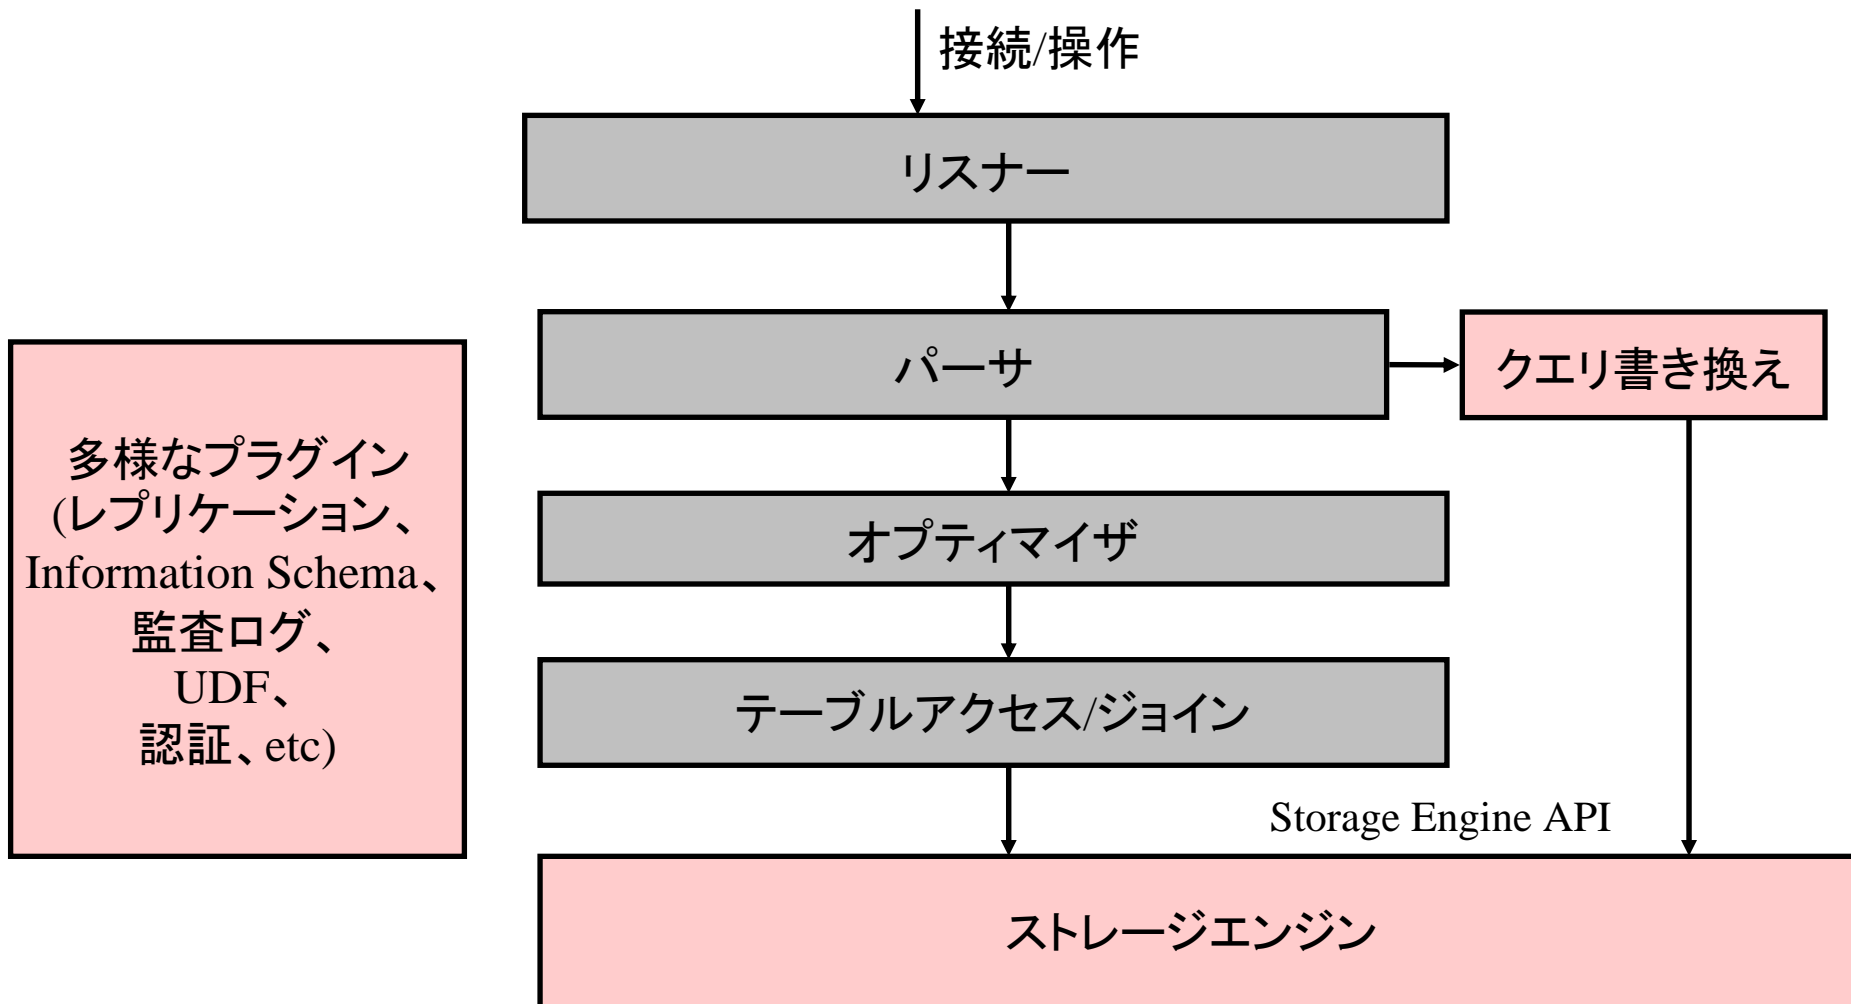 接続/操作
リスナー
パーサ
クエリ書き換え
多様なプラグイン
(レプリケーション、
Information Schema、
監査ログ、
UDF、
認証、etc)
オプティマイザ
テーブルアクセス/ジョイン
Storage Engine API
ストレージエンジン